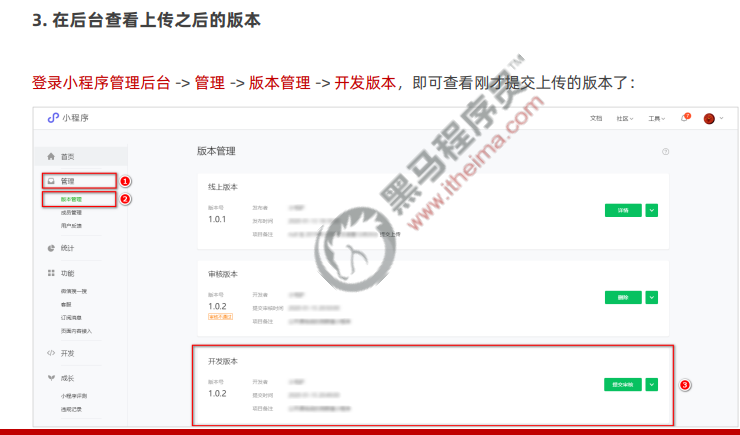 3. 在后台查看上传之后的版本
登录小程序管理后台 -> 管理 -> 版本管理 -> 开发版本，即可查看刚才提交上传的版本了：
小程序
文档 社区 工具
首页
版本管理
管理 1
版本管理 2
成员管理
用户反馈
统计
功能
微信搜一搜
客服
订阅消息
页面内容接入
开发
成长
小程序评测
违规记录
线上版本
版本号 发布者
1.0.1 发布时间
项目备注 提交上传
详情
审核版本
版本号 开发者
1.0.2 提交审核时间
审核不通过 项目备注
删除
开发版本
版本号 开发者
1.0.2 提交时间
项目备注
提交审核 3
黑马程序员 TM
www.itheima.com